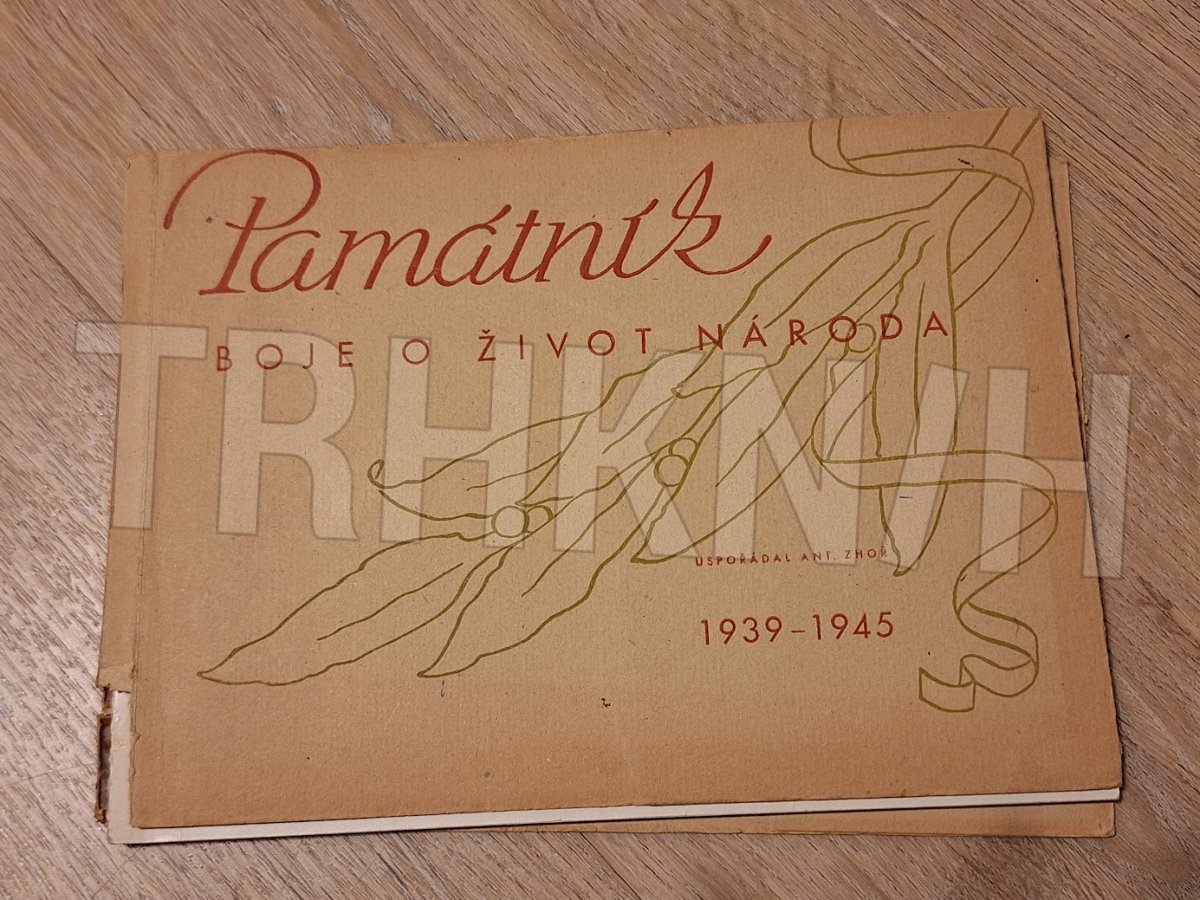 Památník
BOJE O ŽIVOT NÁRODA
TRHKNIH
USPOŘÁDAL ANT. ZHOŘ
1939-1945